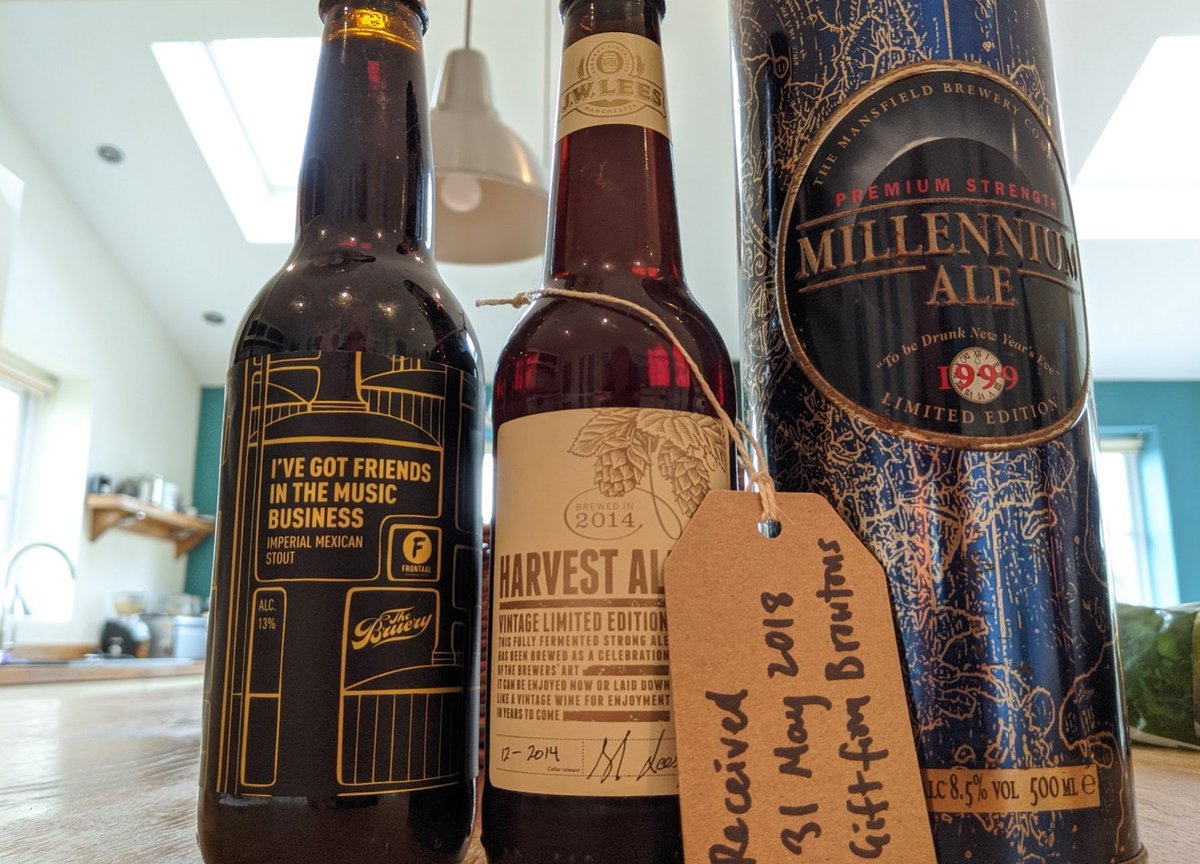 I'VE GOT FRIENDS
IN THE MUSIC
BUSINESS
IMPERIAL MEXICAN
STOUT
F
FRONTAAL
ALC.
13%
The
Bruery
J.W. LEES
MANCHESTER
BREWED IN
2014
HARVEST AL
VINTAGE LIMITED EDITION
THIS FULLY FERMENTED STRONG ALE
HAS BEEN BREWED AS A CELEBRATION
OF THE BREWERS' ART
IT CAN BE ENJOYED NOW OR LAID DOWN
LIKE A VINTAGE WINE FOR ENJOYMENT
IN YEARS TO COME
12-2014
Cellar release
Lees
Received
31 May 2018
Gift from
THE MANSFIELD BREWERY CO
PREMIUM STRENGTH
MILLENNIUM
ALE
"To be Drunk New Year's Eve"
1999
LIMITED EDITION
ALC 8.5% VOL 500 ML e